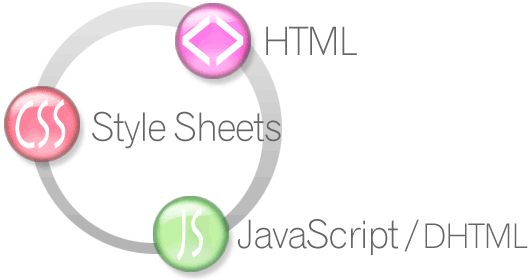 <> HTML
CSS Style Sheets
JS JavaScript / DHTML